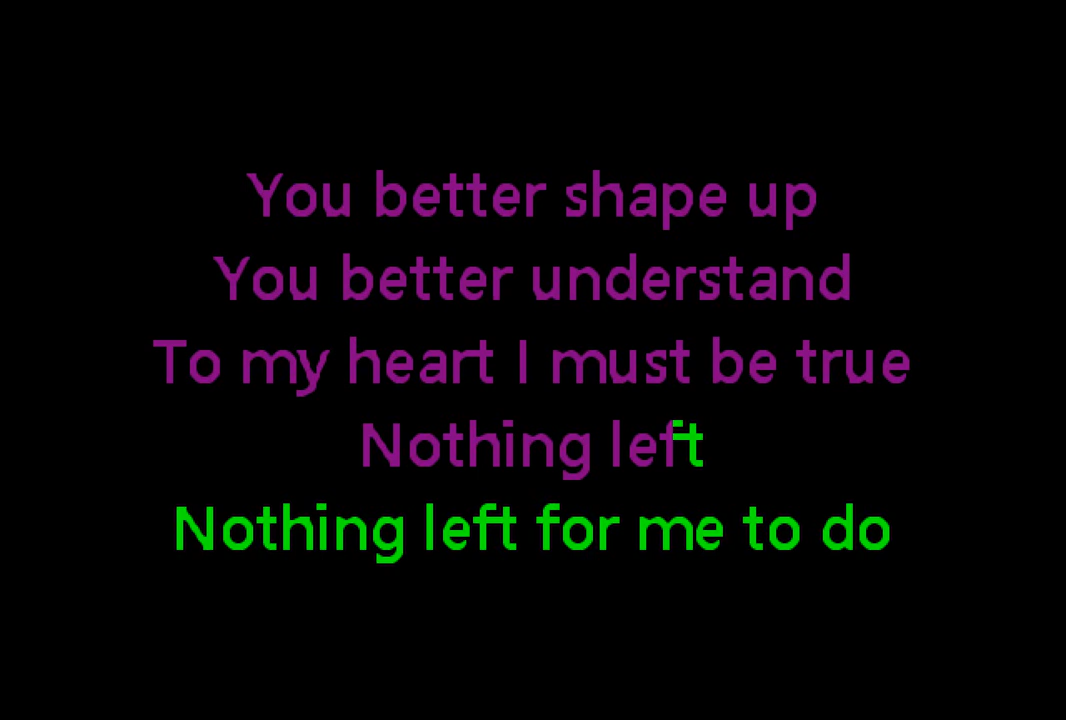 You better shape up
You better understand
To my heart I must be true
Nothing left
Nothing left for me to do